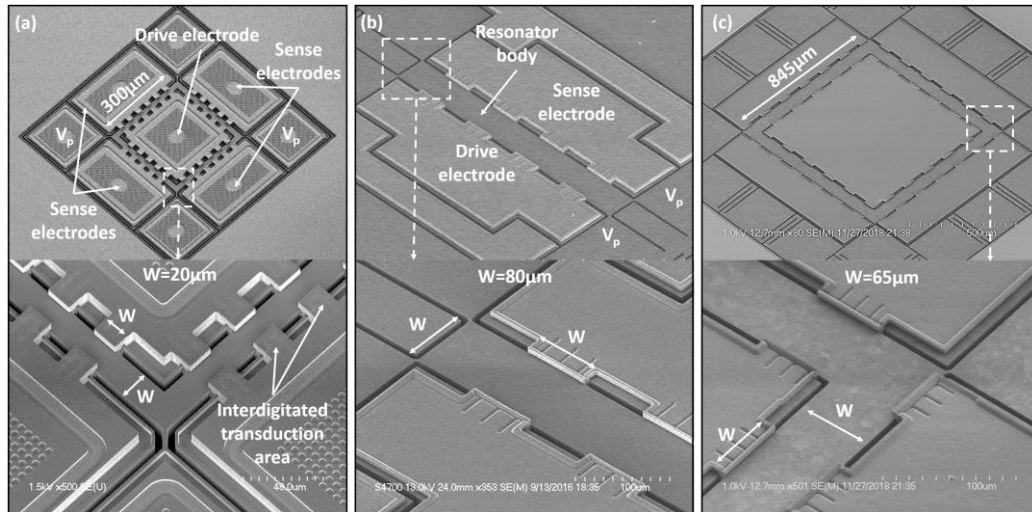 (a)
Drive electrode
Sense
electrodes
300μm
Vp
Vp
Sense
electrodes
W=20μm
W
W
Interdigitated
transduction
area
1.5kV x500 SE(U)
48.0um
(b)
Resonator
body
Sense
electrode
Drive
electrode
Vp
Vp
W=80μm
W
W
S4700 13.0kV 24.0mm x353 SE(M) 9/13/2016 18:35
100um
(c)
845μm
1.0kV 12.7mm x80 SE(M) 11/27/2018 21:38
500um
W=65μm
W
W
1.0kV 12.7mm x501 SE(M) 11/27/2018 21:35
100um